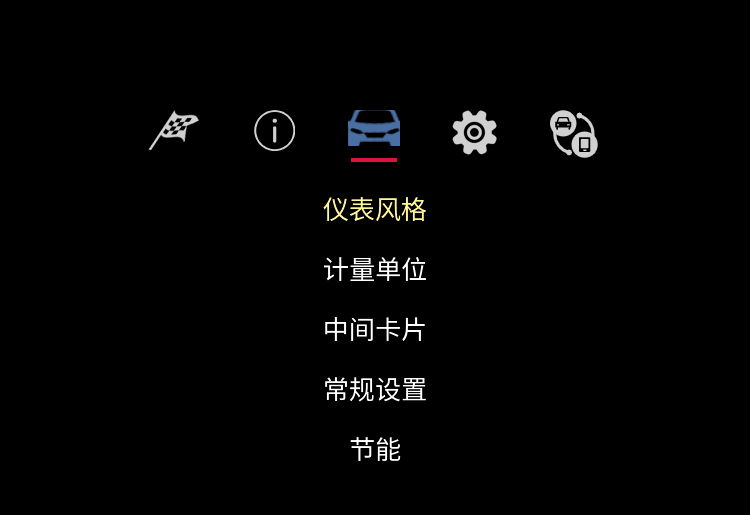 仪表风格
计量单位
中间卡片
常规设置
节能